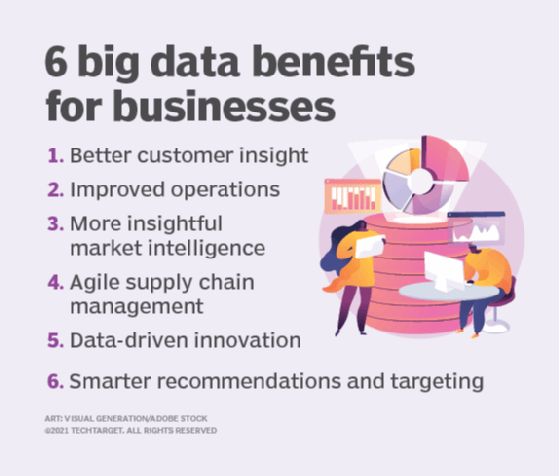 6 big data benefits
for businesses
1. Better customer insight
2. Improved operations
3. More insightful
market intelligence
4. Agile supply chain
management
5. Data-driven innovation
6. Smarter recommendations and targeting
ART: VISUAL GENERATION/ADOBE STOCK
©2021 TECHTARGET. ALL RIGHTS RESERVED